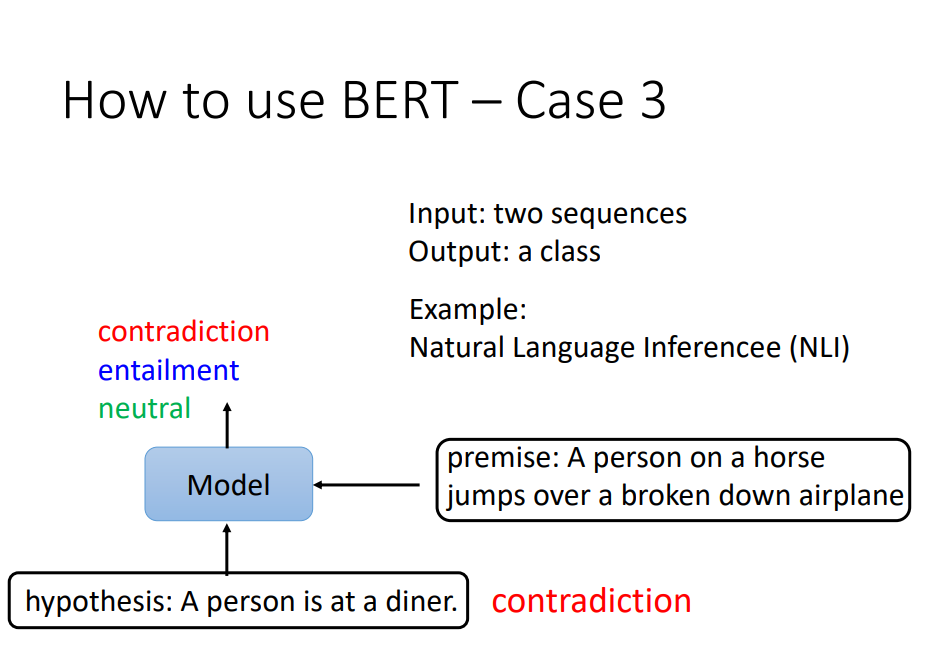 How to use BERT – Case 3
Input: two sequences
Output: a class
Example:
Natural Language Inferencee (NLI)
contradiction
entailment
neutral
Model
premise: A person on a horse
jumps over a broken down airplane
hypothesis: A person is at a diner.
contradiction